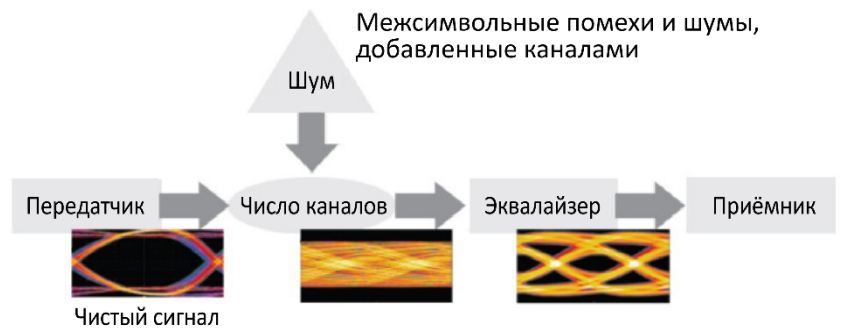 Межсимвольные помехи и шумы,
добавленные каналами
Шум
Передатчик
Число каналов
Эквалайзер
Приёмник
Чистый сигнал